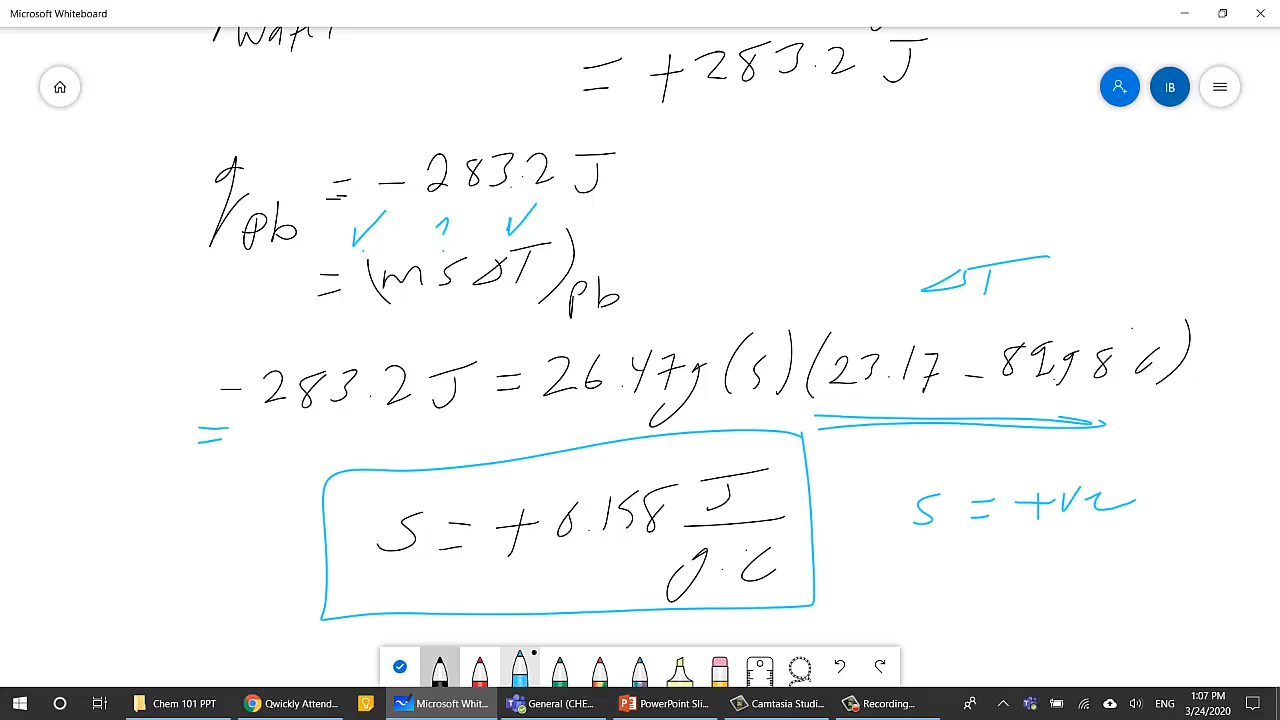 Microsoft Whiteboard
= +283.2 J
IB
q pb = - 283.2 J
✓ ? ✓
= (m s ΔT) pb
ΔT
- 283.2 J = 26.47g (s) (23.17 - 89.98 °c)
=
s = +0.158 J / g.°c
s = +ve
Chem 101 PPT
Qwickly Attend...
Microsoft Whit...
General (CHE...
PowerPoint Sli...
Camtasia Studi...
Recording...
ENG
1:07 PM
3/24/2020